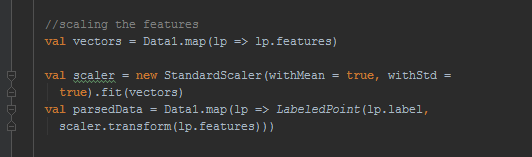 //scaling the features
val vectors = Data1.map(lp => lp.features)
val scaler = new StandardScaler(withMean = true, withStd =
true).fit(vectors)
val parsedData = Data1.map(lp => LabeledPoint(lp.label,
scaler.transform(lp.features)))